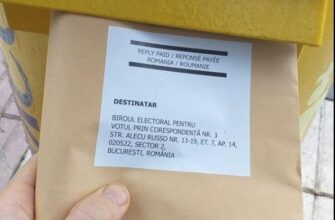 REPLY PAID / RÉPONSE PAYÉE
ROMANIA / ROUMANIE
DESTINATAR
BIROUL ELECTORAL PENTRU
VOTUL PRIN CORESPONDENȚĂ NR. 3
STR. ALECU RUSSO NR. 13-19, ET. 7, AP. 14,
020522, SECTOR 2,
BUCUREȘTI, ROMÂNIA